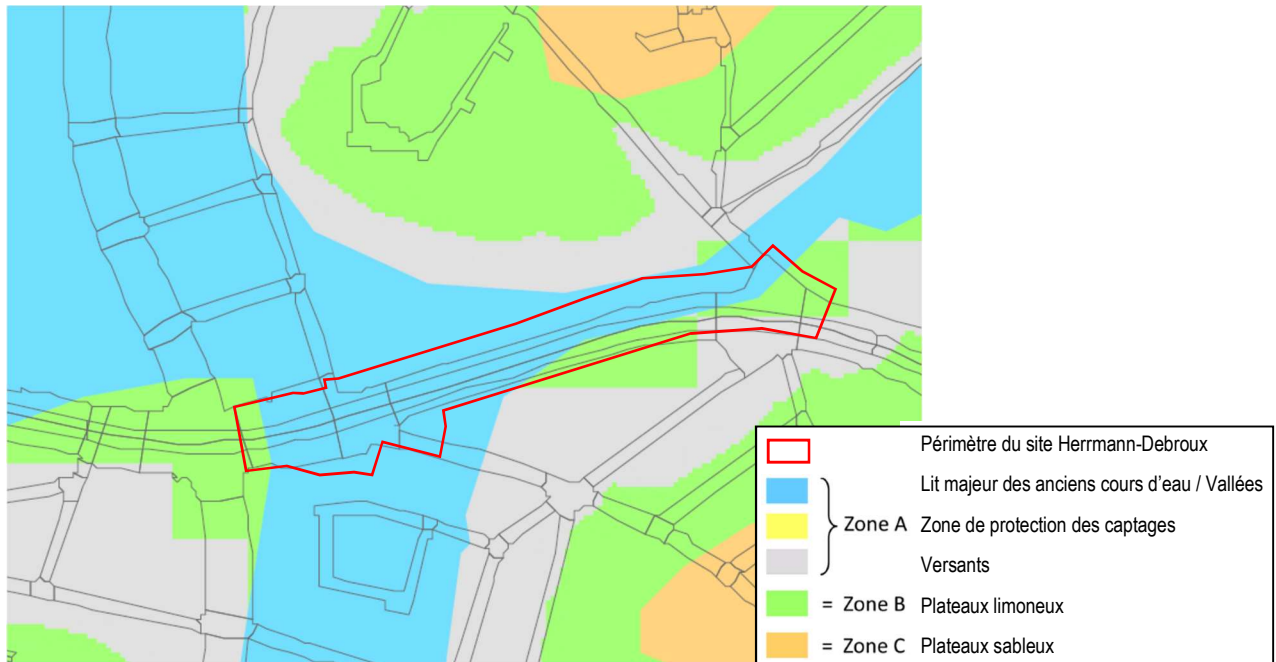 Périmètre du site Herrmann-Debroux
Lit majeur des anciens cours d'eau / Vallées
Zone A Zone de protection des captages
Versants
= Zone B Plateaux limoneux
= Zone C Plateaux sableux